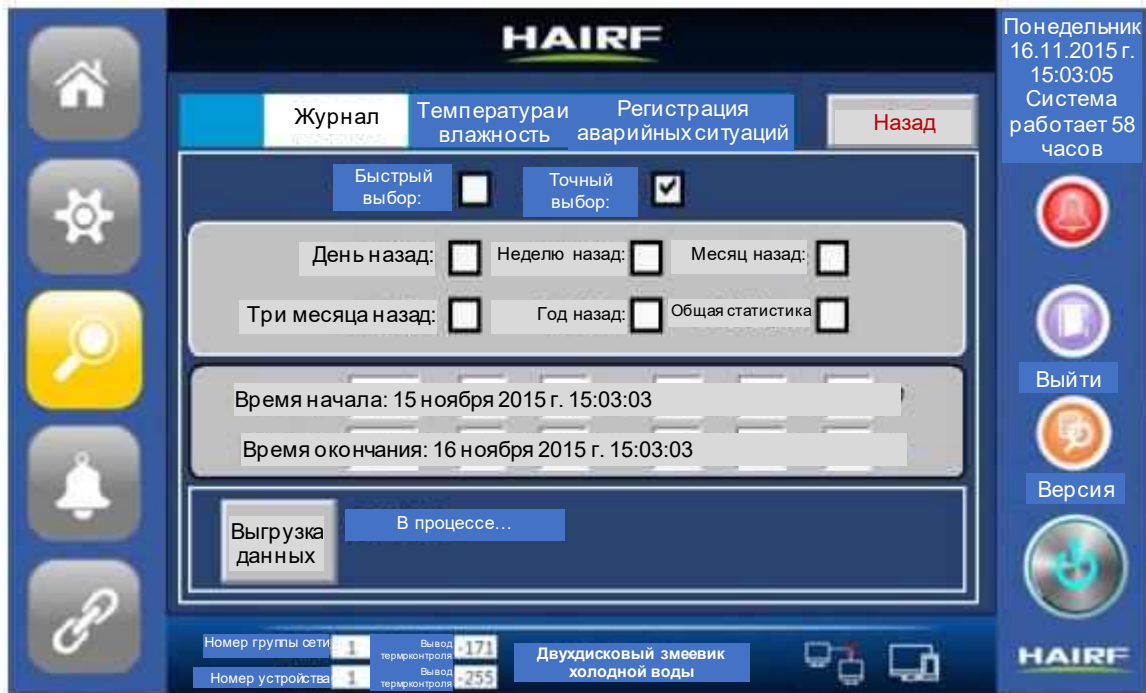 HAIRF
Понедельник
16.11.2015 г.
15:03:05
Система
работает 58
часов
Журнал
Температура и
влажность
Регистрация
аварийных ситуаций
Назад
Быстрый
выбор:
Точный
выбор:
День назад:
Неделю назад:
Месяц назад:
Три месяца назад:
Год назад:
Общая статистика
Время начала: 15 ноября 2015 г. 15:03:03
Время окончания: 16 ноября 2015 г. 15:03:03
Выгрузка
данных
В процессе...
Выйти
Версия
Номер группы сети 1
Вывод
термрконтроля -171
Номер устройства 1
Вывод
термрконтроля -255
Двухдисковый змеевик
холодной воды
HAIRF